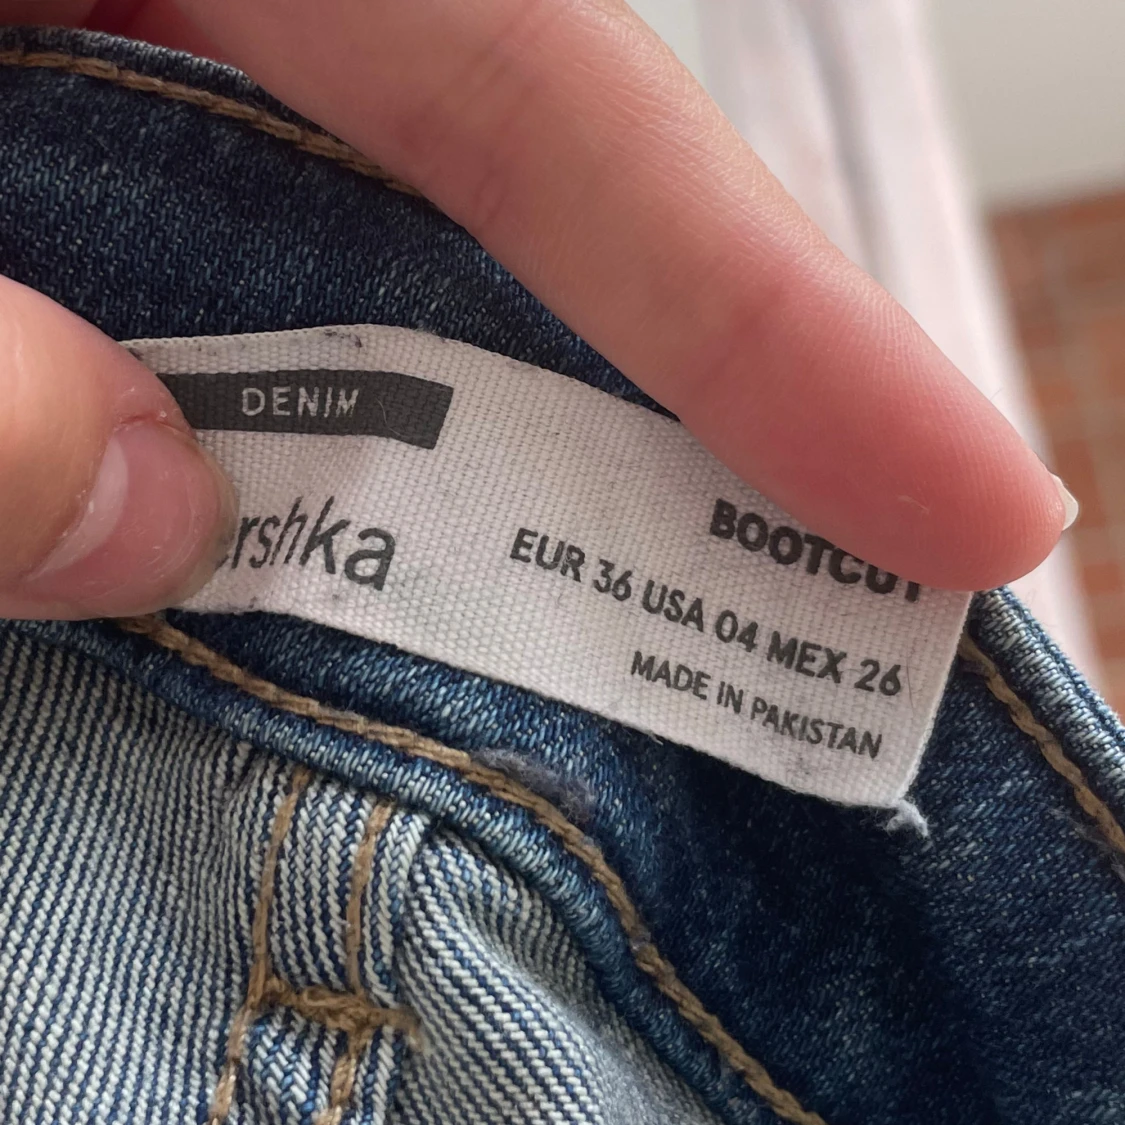 DENIM
ershka
BOOTCUT
EUR 36 USA 04 MEX 26
MADE IN PAKISTAN